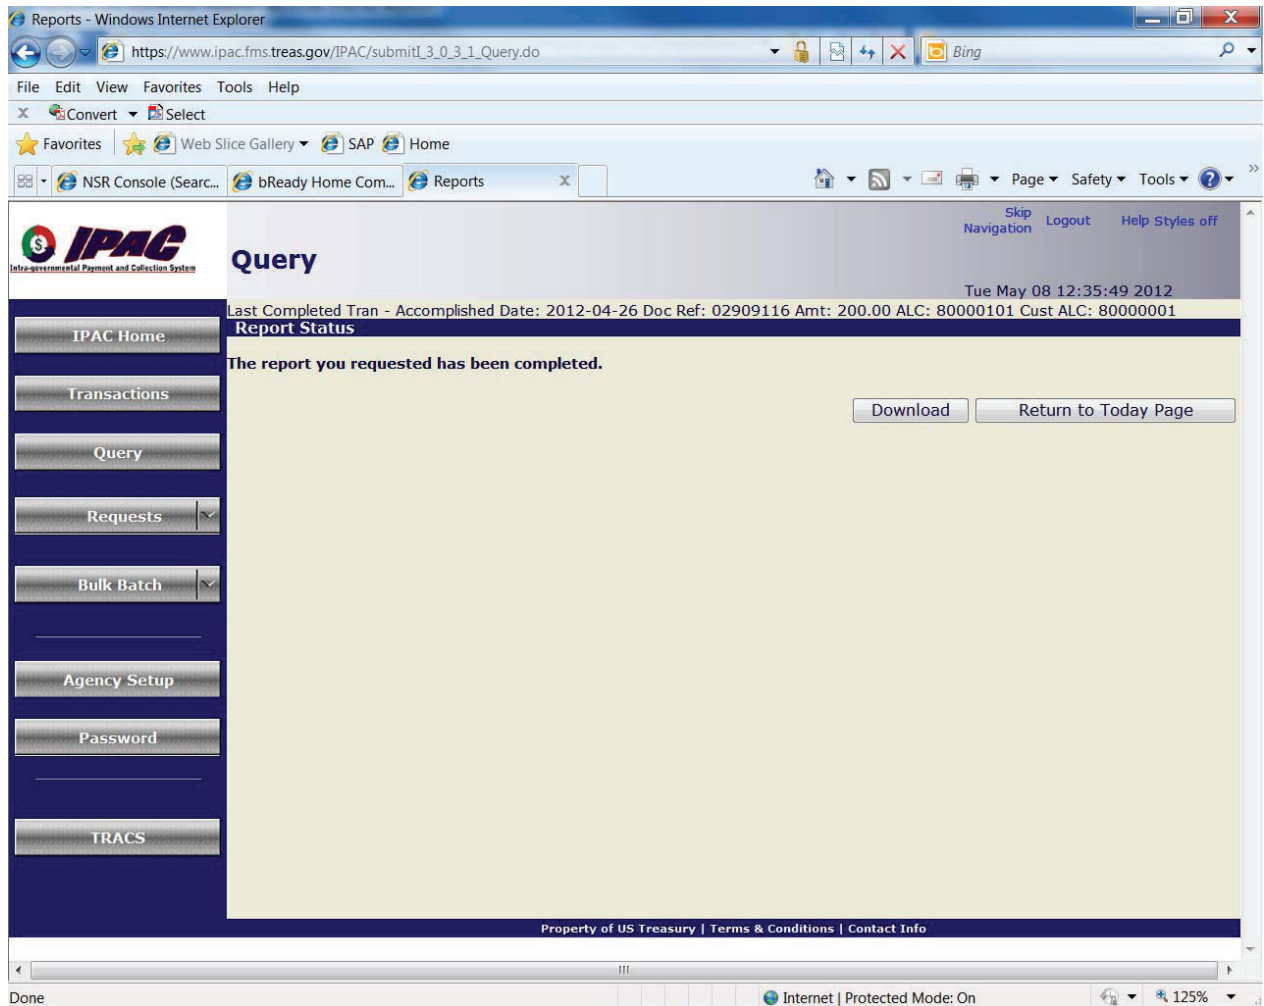 Reports - Windows Internet Explorer
https://www.ipac.fms.treas.gov/IPAC/submitI_3_0_3_1_Query.do
Bing
File Edit View Favorites Tools Help
x Convert Select
Favorites Web Slice Gallery SAP Home
NSR Console (Searc... bReady Home Com... Reports x
Page Safety Tools
$ IPAC
Intra-governmental Payment and Collection System
Query
Skip Navigation Logout Help Styles off
Tue May 08 12:35:49 2012
Last Completed Tran - Accomplished Date: 2012-04-26 Doc Ref: 02909116 Amt: 200.00 ALC: 80000101 Cust ALC: 80000001
Report Status
The report you requested has been completed.
Download Return to Today Page
IPAC Home
Transactions
Query
Requests
Bulk Batch
Agency Setup
Password
TRACS
Property of US Treasury | Terms & Conditions | Contact Info
Done Internet | Protected Mode: On 125%